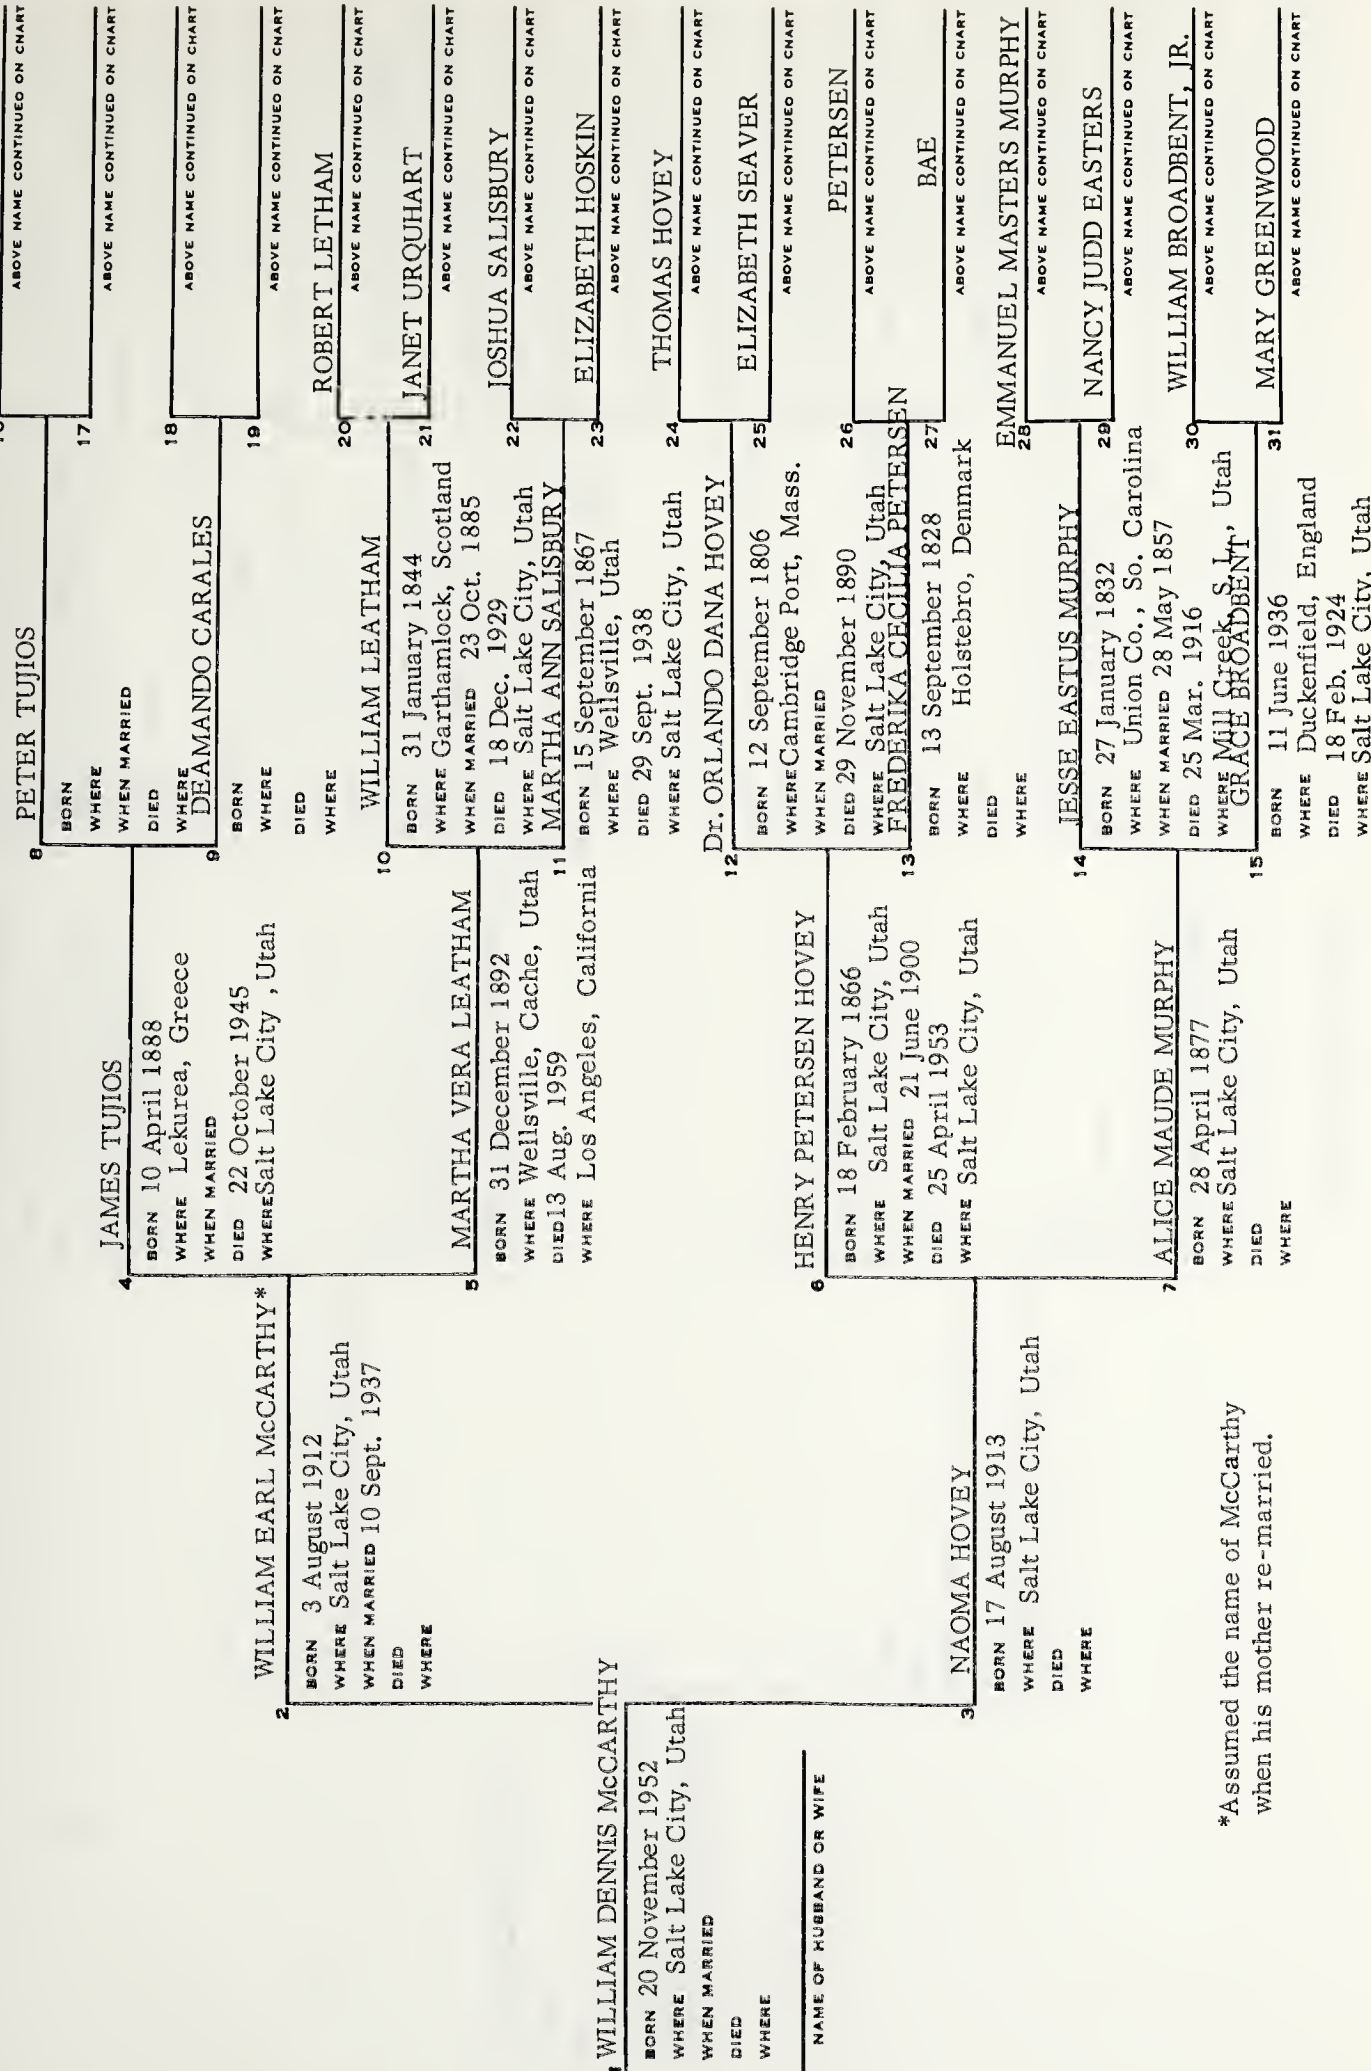 WILLIAM DENNIS McCARTHY
BORN 20 November 1952
WHERE Salt Lake City, Utah
WHEN MARRIED
DIED
WHERE
NAME OF HUSBAND OR WIFE
2
WILLIAM EARL McCARTHY*
BORN 3 August 1912
WHERE Salt Lake City, Utah
WHEN MARRIED 10 Sept. 1937
DIED
WHERE
3
NAOMA HOVEY
BORN 17 August 1913
WHERE Salt Lake City, Utah
DIED
WHERE
*Assumed the name of McCarthy
when his mother re-married.
4
JAMES TUJIOS
BORN 10 April 1888
WHERE Lekurea, Greece
WHEN MARRIED
DIED 22 October 1945
WHERE Salt Lake City , Utah
5
MARTHA VERA LEATHAM
BORN 31 December 1892
WHERE Wellsville, Cache, Utah
DIED 13 Aug. 1959
WHERE Los Angeles, California
6
HENRY PETERSEN HOVEY
BORN 18 February 1866
WHERE Salt Lake City, Utah
WHEN MARRIED 21 June 1900
DIED 25 April 1953
WHERE Salt Lake City, Utah
7
ALICE MAUDE MURPHY
BORN 28 April 1877
WHERE Salt Lake City, Utah
DIED
WHERE
8
PETER TUJIOS
BORN
WHERE
WHEN MARRIED
DIED
WHERE
9
DEAMANDO CARALES
BORN
WHERE
DIED
WHERE
10
WILLIAM LEATHAM
BORN 31 January 1844
WHERE Garthamlock, Scotland
WHEN MARRIED 23 Oct. 1885
DIED 18 Dec. 1929
WHERE Salt Lake City, Utah
11
MARTHA ANN SALISBURY
BORN 15 September 1867
WHERE Wellsville, Utah
DIED 29 Sept. 1938
WHERE Salt Lake City, Utah
12
Dr. ORLANDO DANA HOVEY
BORN 12 September 1806
WHERE Cambridge Port, Mass.
WHEN MARRIED
DIED 29 November 1890
WHERE Salt Lake City, Utah
13
FREDERIKA CECILIA PETERSEN
BORN 13 September 1828
WHERE Holstebro, Denmark
DIED
WHERE
14
JESSE EASTUS MURPHY
BORN 27 January 1832
WHERE Union Co., So. Carolina
WHEN MARRIED 28 May 1857
DIED 25 Mar. 1916
WHERE Mill Creek, S.L., Utah
15
GRACE BROADBENT
BORN 11 June 1936
WHERE Duckenfield, England
DIED 18 Feb. 1924
WHERE Salt Lake City, Utah
ABOVE NAME CONTINUED ON CHART
17
ABOVE NAME CONTINUED ON CHART
18
ABOVE NAME CONTINUED ON CHART
19
ABOVE NAME CONTINUED ON CHART
20
ROBERT LETHAM
ABOVE NAME CONTINUED ON CHART
21
JANET URQUHART
ABOVE NAME CONTINUED ON CHART
22
JOSHUA SALISBURY
ABOVE NAME CONTINUED ON CHART
23
ELIZABETH HOSKIN
ABOVE NAME CONTINUED ON CHART
24
THOMAS HOVEY
ABOVE NAME CONTINUED ON CHART
25
ELIZABETH SEAVER
ABOVE NAME CONTINUED ON CHART
26
PETERSEN
ABOVE NAME CONTINUED ON CHART
27
BAE
ABOVE NAME CONTINUED ON CHART
28
EMMANUEL MASTERS MURPHY
ABOVE NAME CONTINUED ON CHART
29
NANCY JUDD EASTERS
ABOVE NAME CONTINUED ON CHART
30
WILLIAM BROADBENT, JR.
ABOVE NAME CONTINUED ON CHART
31
MARY GREENWOOD
ABOVE NAME CONTINUED ON CHART